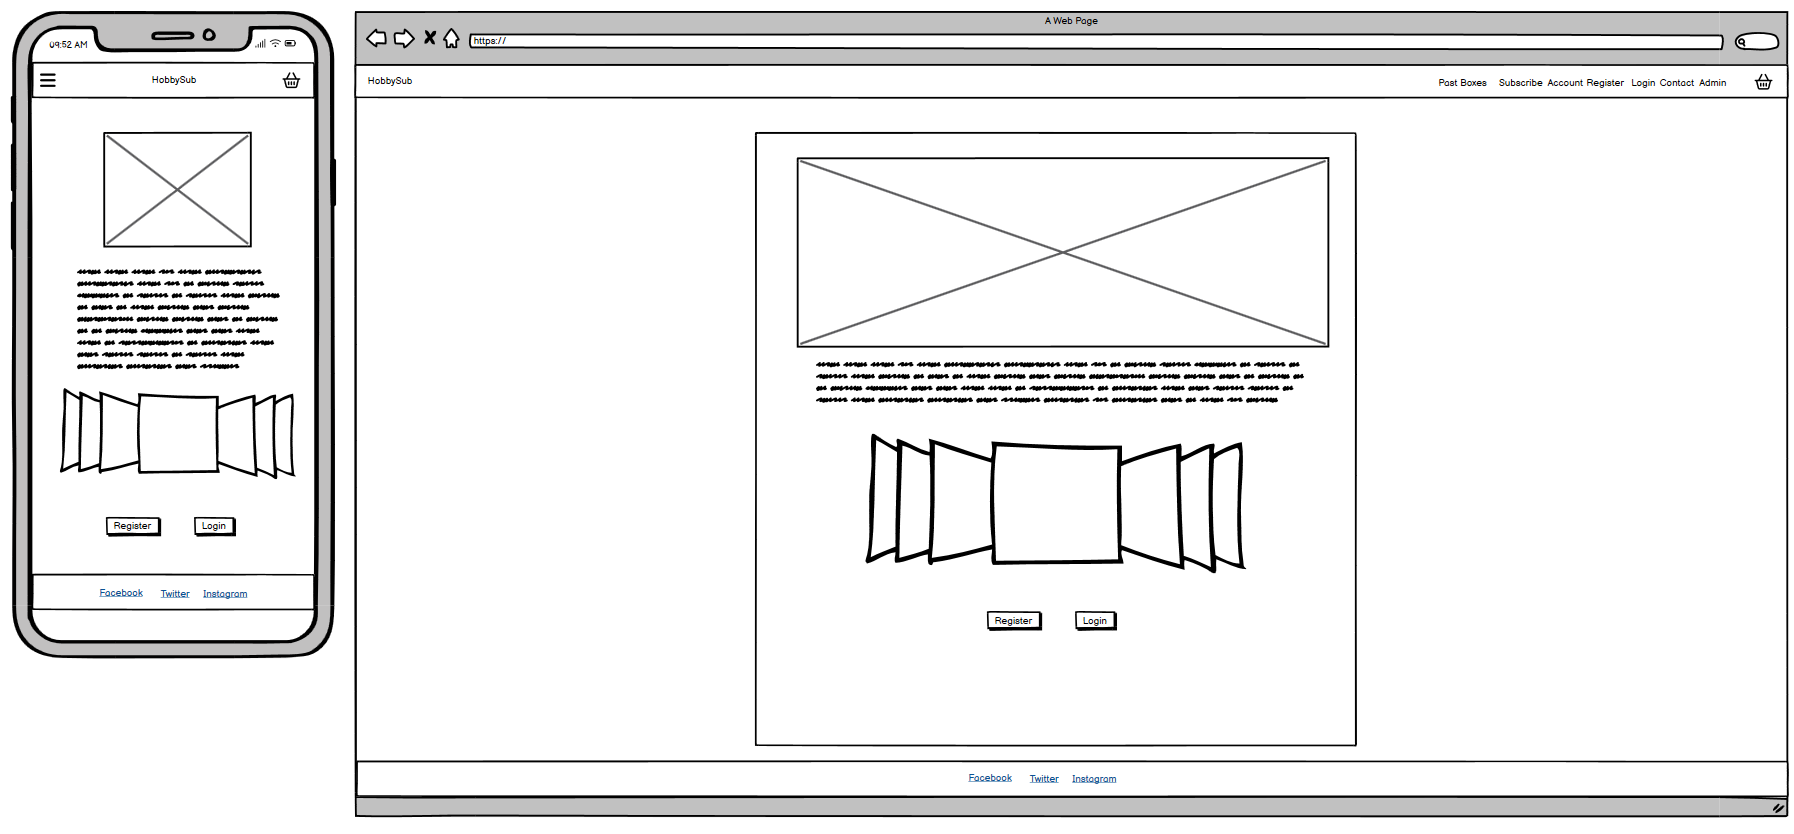 09:52 AM
HobbySub
Register
Login
Facebook Twitter Instagram
A Web Page
https://
HobbySub
Past Boxes Subscribe Account Register Login Contact Admin
Register
Login
Facebook Twitter Instagram